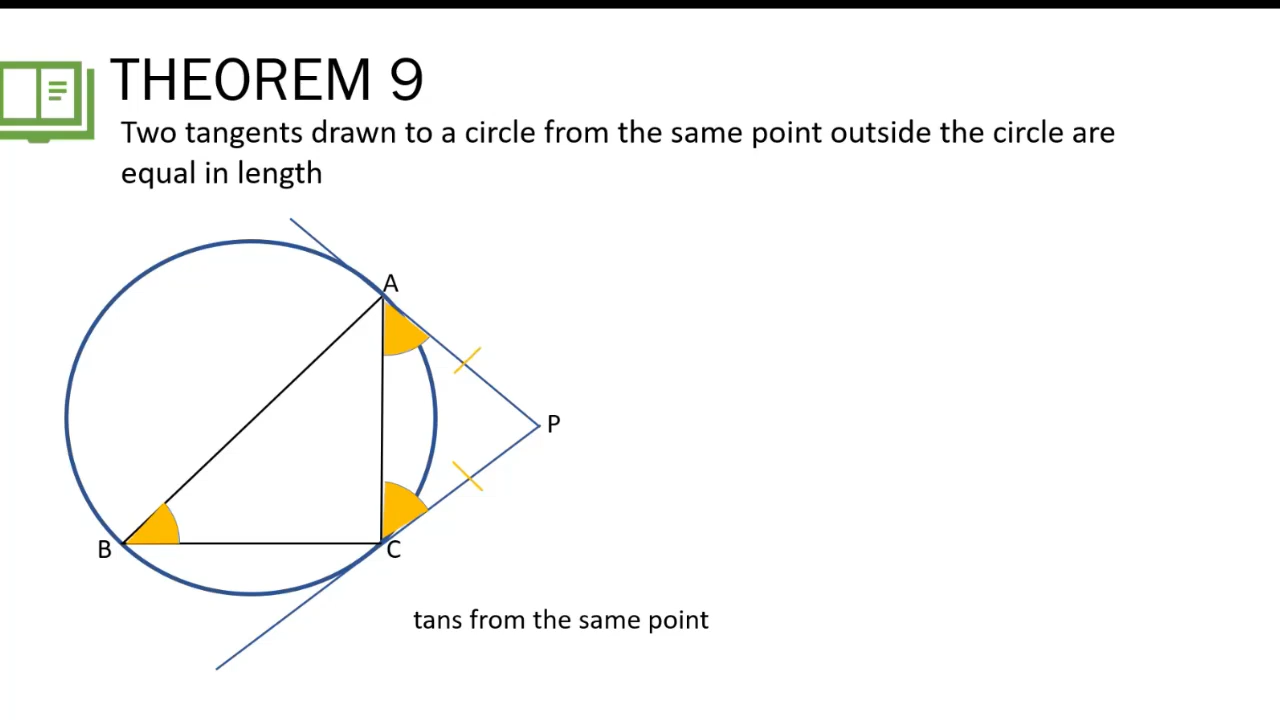 THEOREM 9
Two tangents drawn to a circle from the same point outside the circle are
equal in length
A
P
B
C
tans from the same point